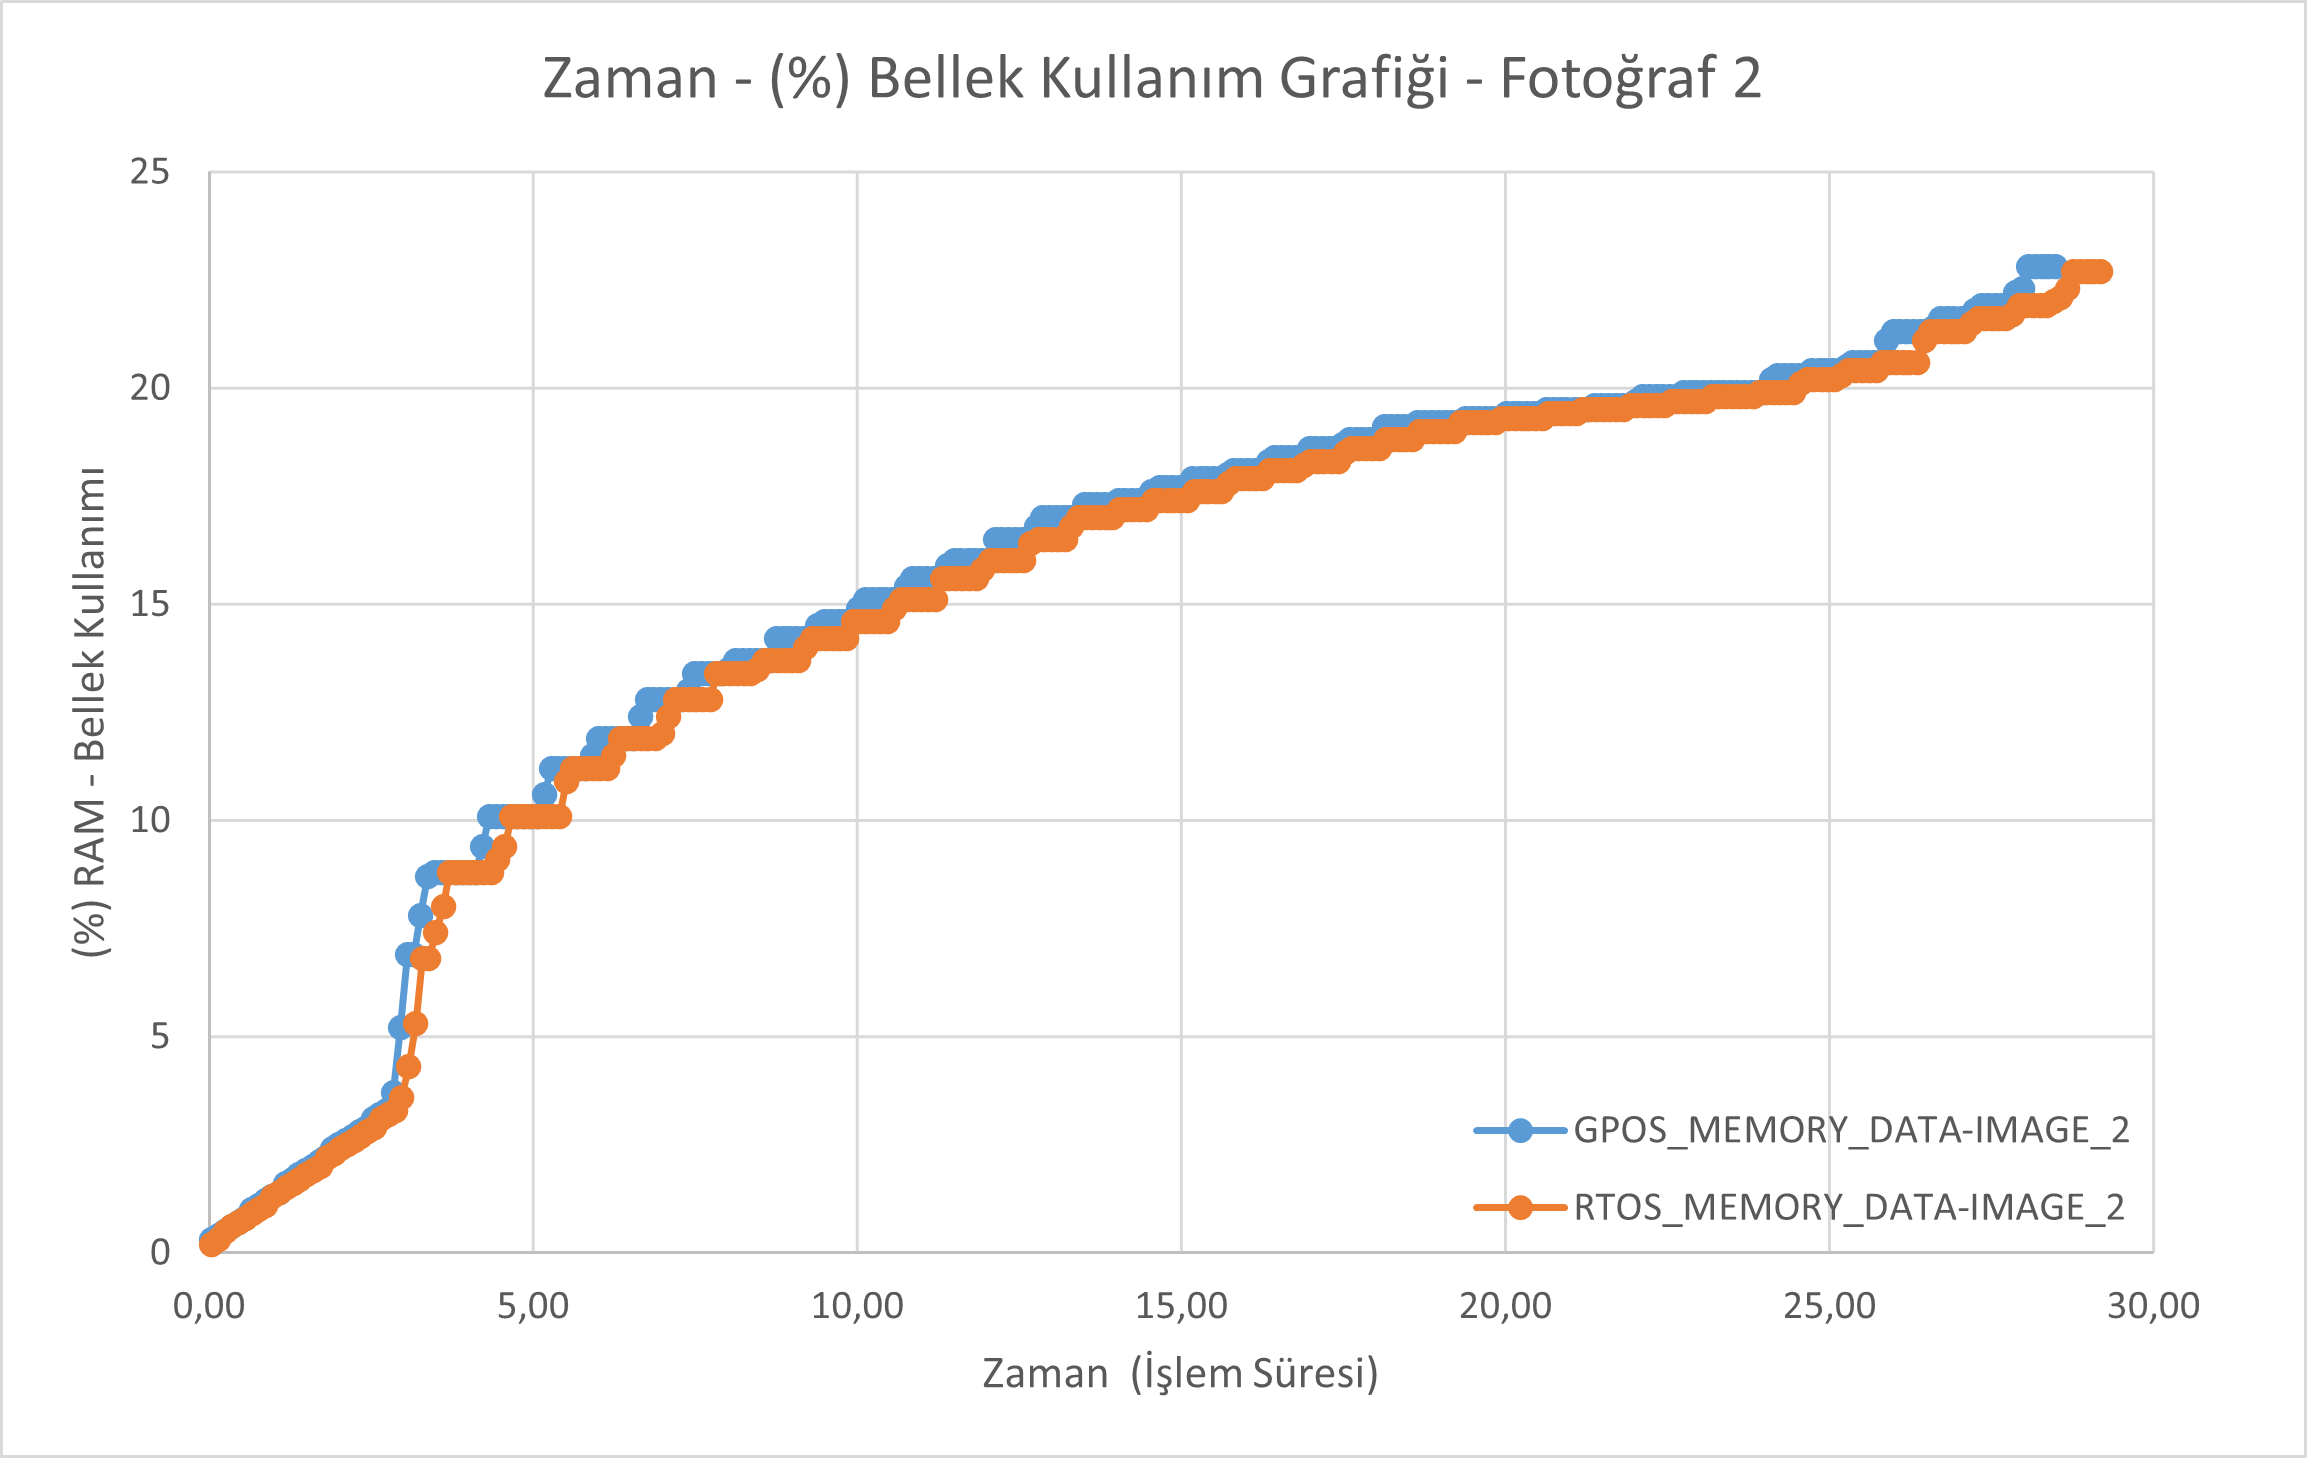 Zaman - (%) Bellek Kullanım Grafiği - Fotoğraf 2
(%) RAM - Bellek Kullanımı
25
20
15
10
5
0
0,00 5,00 10,00 15,00 20,00 25,00 30,00
Zaman (İşlem Süresi)
GPOS_MEMORY_DATA-IMAGE_2
RTOS_MEMORY_DATA-IMAGE_2